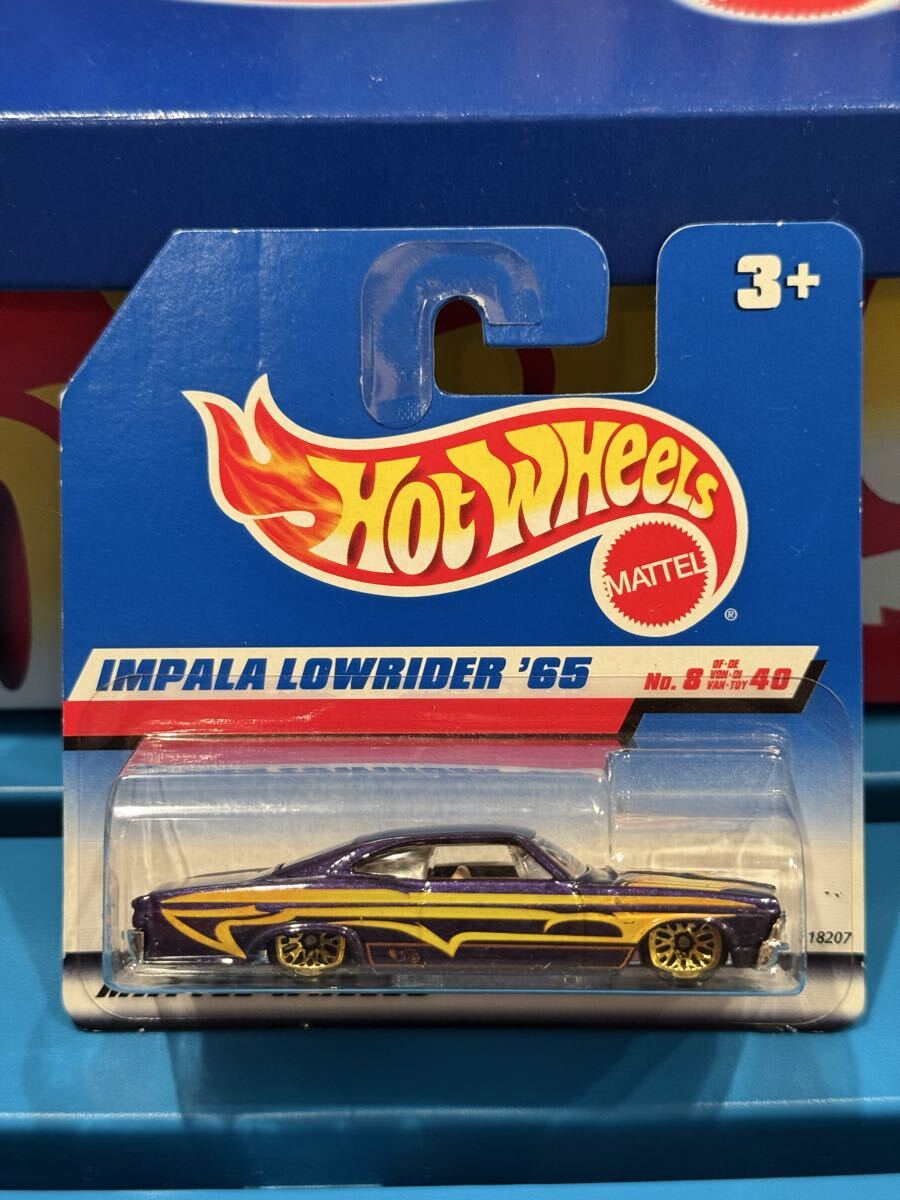 3+
HOT WHEELS
MATTEL
®
IMPALA LOWRIDER '65
No. 8 OF·DE VON·DI VAN·TOY 40
18207